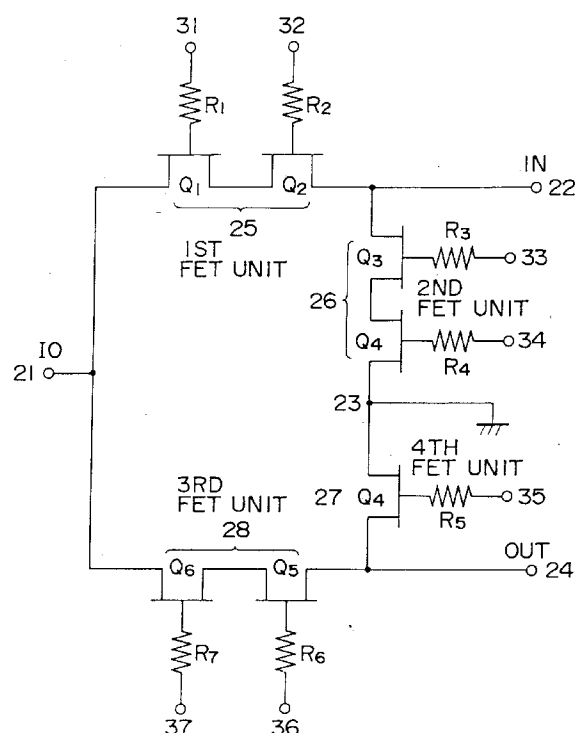 31 32
R1 R2
IN
Q1 Q2
22
25
1ST
FET UNIT
R3
Q3
33
26
2ND
FET UNIT
Q4
34
R4
IO
21
23
4TH
FET UNIT
3RD
FET UNIT
27 Q4
35
R5
28
OUT
Q6 Q5
24
R7 R6
37 36